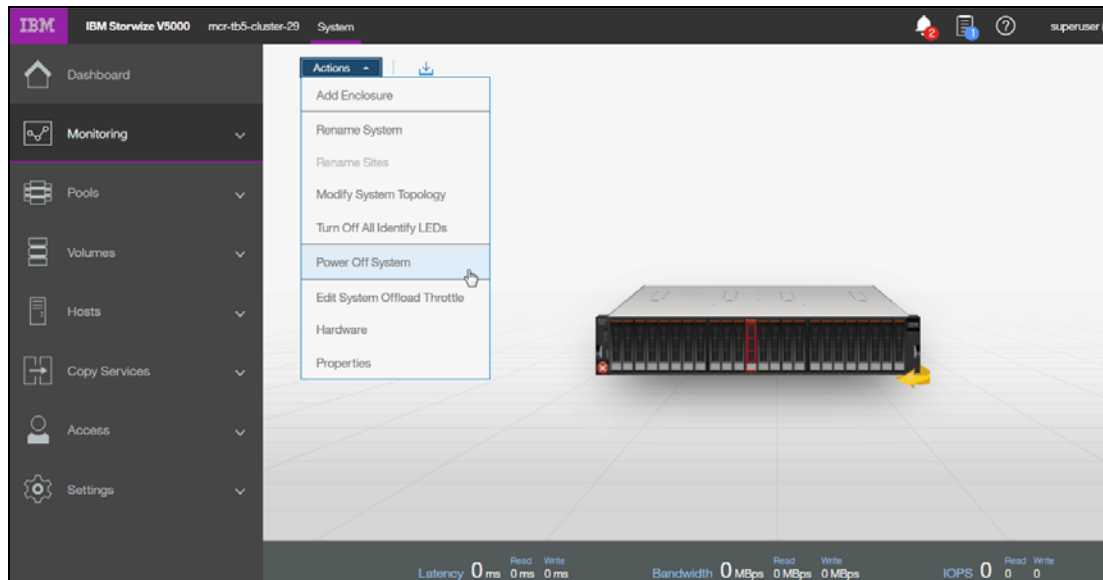 IBM IBM Storwize V5000 mcr-tb5-cluster-29 System 2 1 ? superuser
Dashboard
Monitoring
Pools
Volumes
Hosts
Copy Services
Access
Settings
Actions
Add Enclosure
Rename System
Rename Sites
Modify System Topology
Turn Off All Identify LEDs
Power Off System
Edit System Offload Throttle
Hardware
Properties
IBM
Read Write Read Write Read Write
Latency 0 ms 0 ms 0 ms Bandwidth 0 MBps 0 MBps 0 MBps IOPS 0 0 0